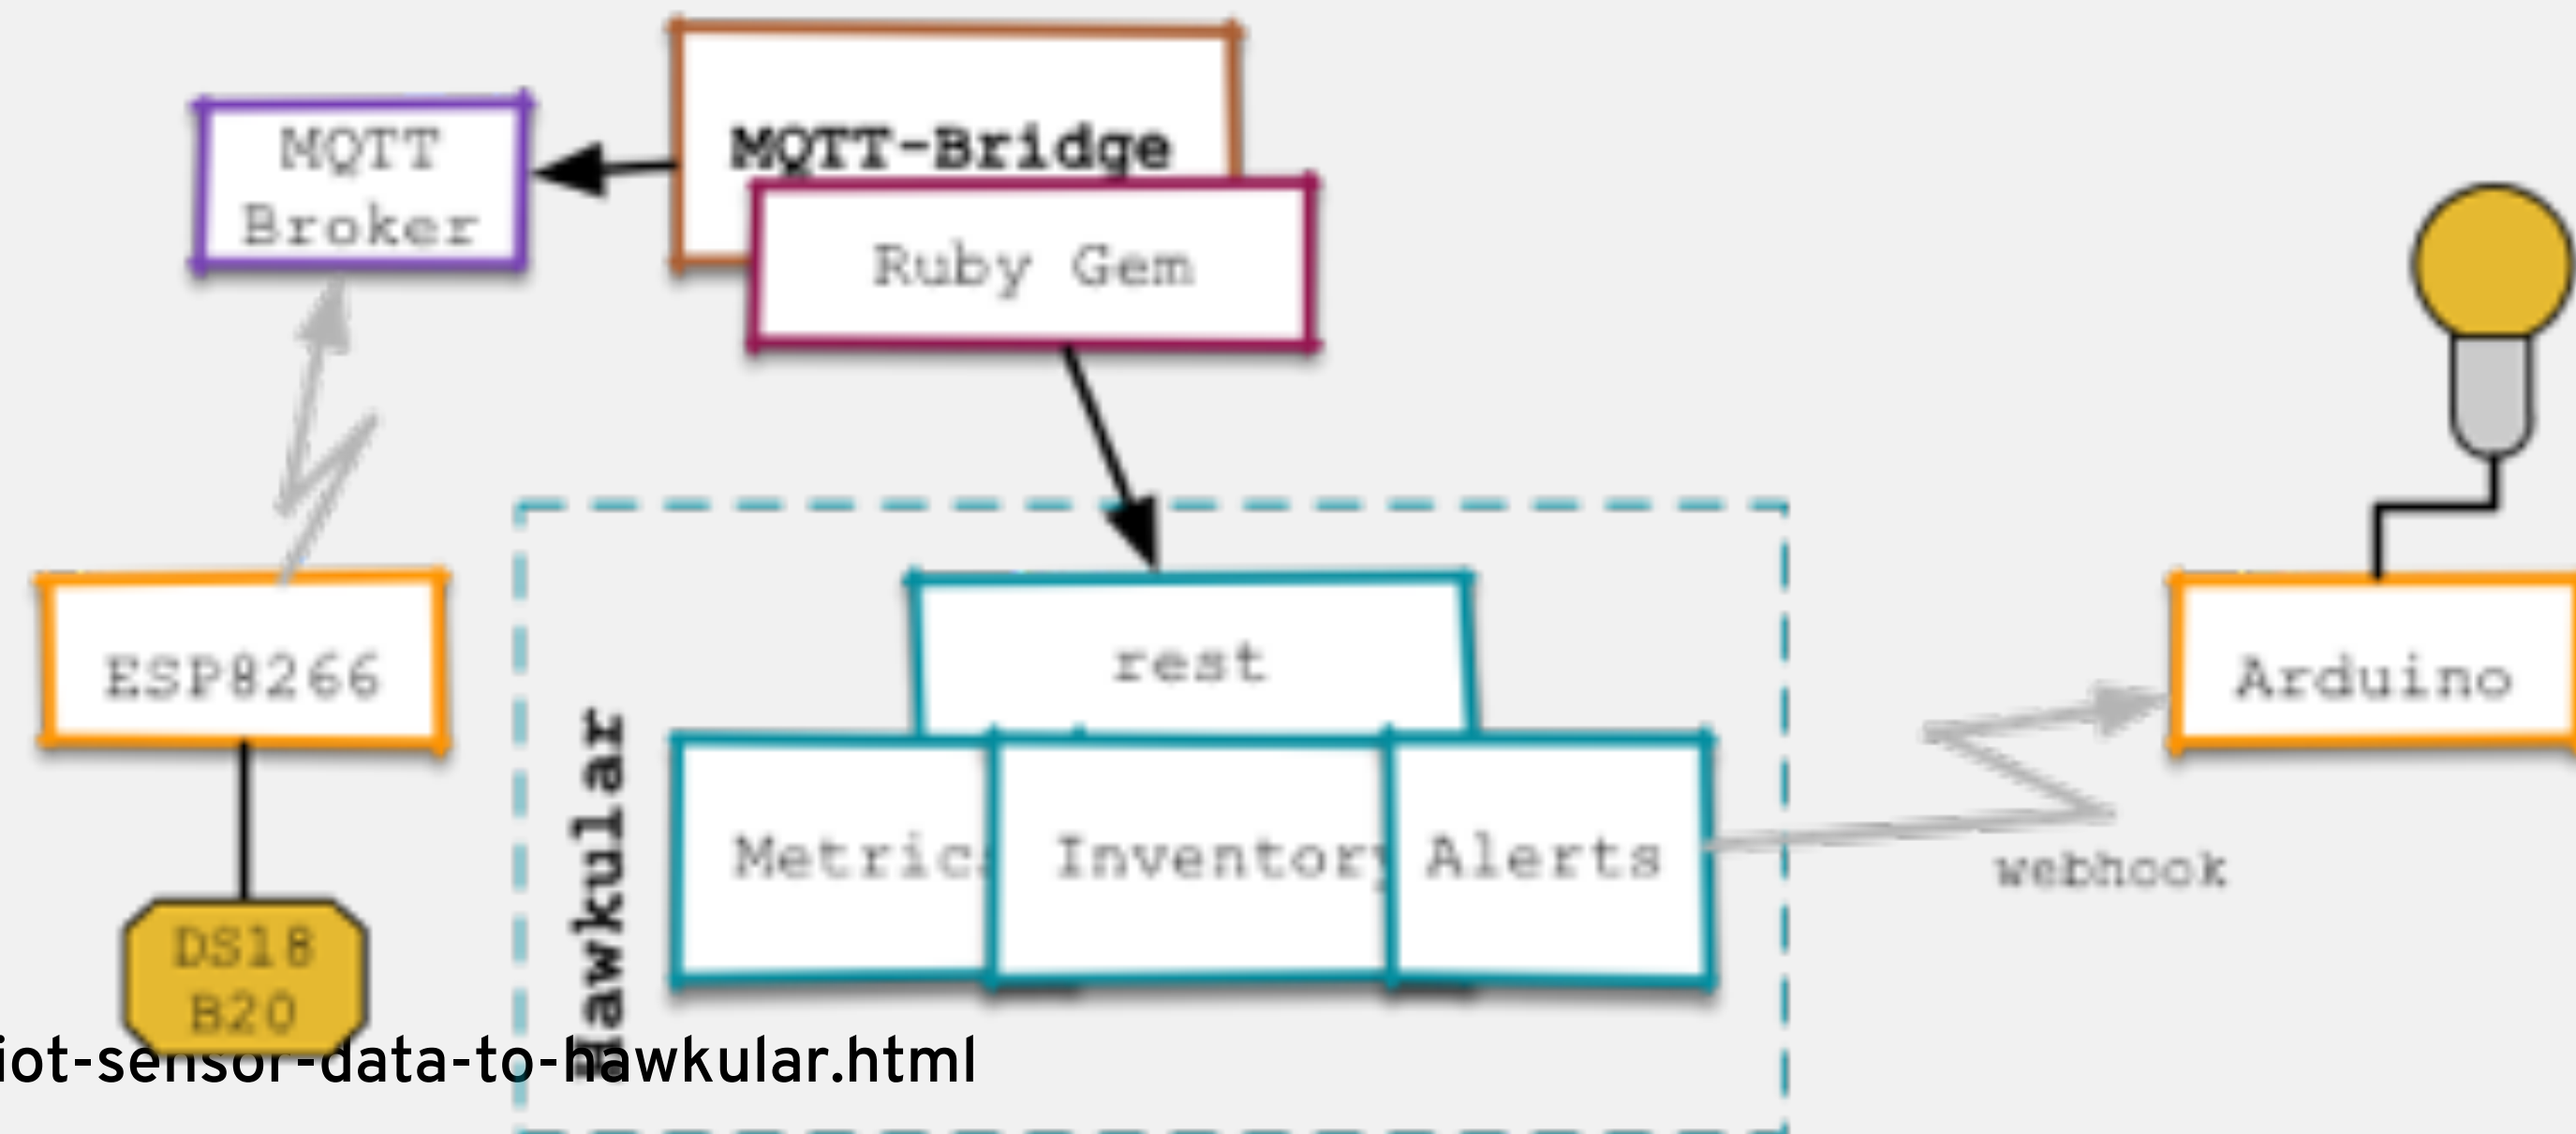 MQTT
Broker
MQTT-Bridge
Ruby Gem
ESP8266
rest
Arduino
Hawkular
Metrics
Inventory
Alerts
webhook
DS18
B20
iot-sensor-data-to-hawkular.html